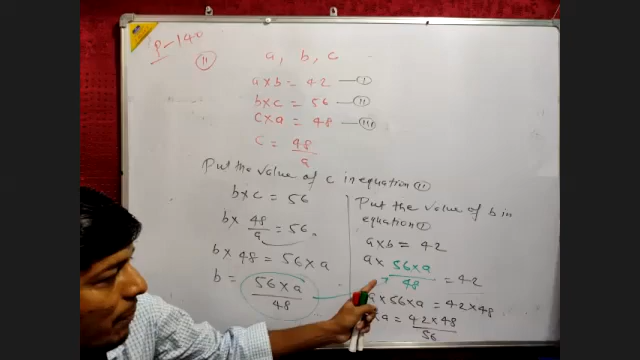 P-140
(11)
a, b, c
a × b = 42 — (I)
b × c = 56 — (II)
c × a = 48 — (III)
c = 48/a
Put the value of c in equation (II)
b × c = 56
b × 48/a = 56
b × 48 = 56 × a
b = 56 × a/48
Put the value of b in
equation (I)
a × b = 42
a × 56 × a/48 = 42
a × 56 × a = 42 × 48
a = 42 × 48/56